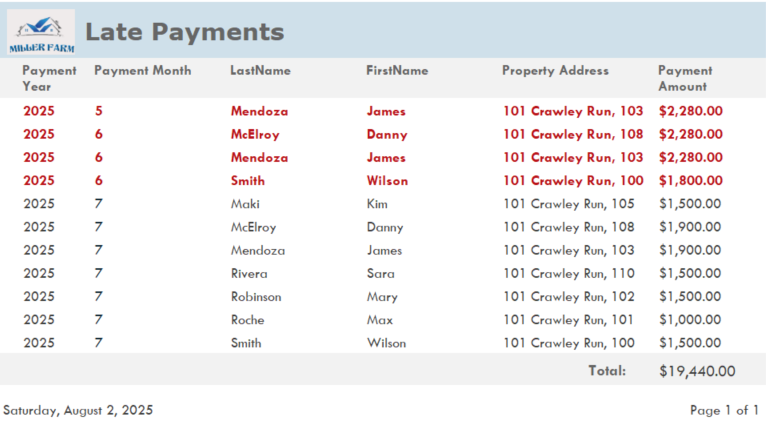 MILLER FARM
Late Payments
Payment Year Payment Month LastName FirstName Property Address Payment Amount
2025 5 Mendoza James 101 Crawley Run, 103 $2,280.00
2025 6 McElroy Danny 101 Crawley Run, 108 $2,280.00
2025 6 Mendoza James 101 Crawley Run, 103 $2,280.00
2025 6 Smith Wilson 101 Crawley Run, 100 $1,800.00
2025 7 Maki Kim 101 Crawley Run, 105 $1,500.00
2025 7 McElroy Danny 101 Crawley Run, 108 $1,900.00
2025 7 Mendoza James 101 Crawley Run, 103 $1,900.00
2025 7 Rivera Sara 101 Crawley Run, 110 $1,500.00
2025 7 Robinson Mary 101 Crawley Run, 102 $1,500.00
2025 7 Roche Max 101 Crawley Run, 101 $1,000.00
2025 7 Smith Wilson 101 Crawley Run, 100 $1,500.00
Total: $19,440.00
Saturday, August 2, 2025 Page 1 of 1